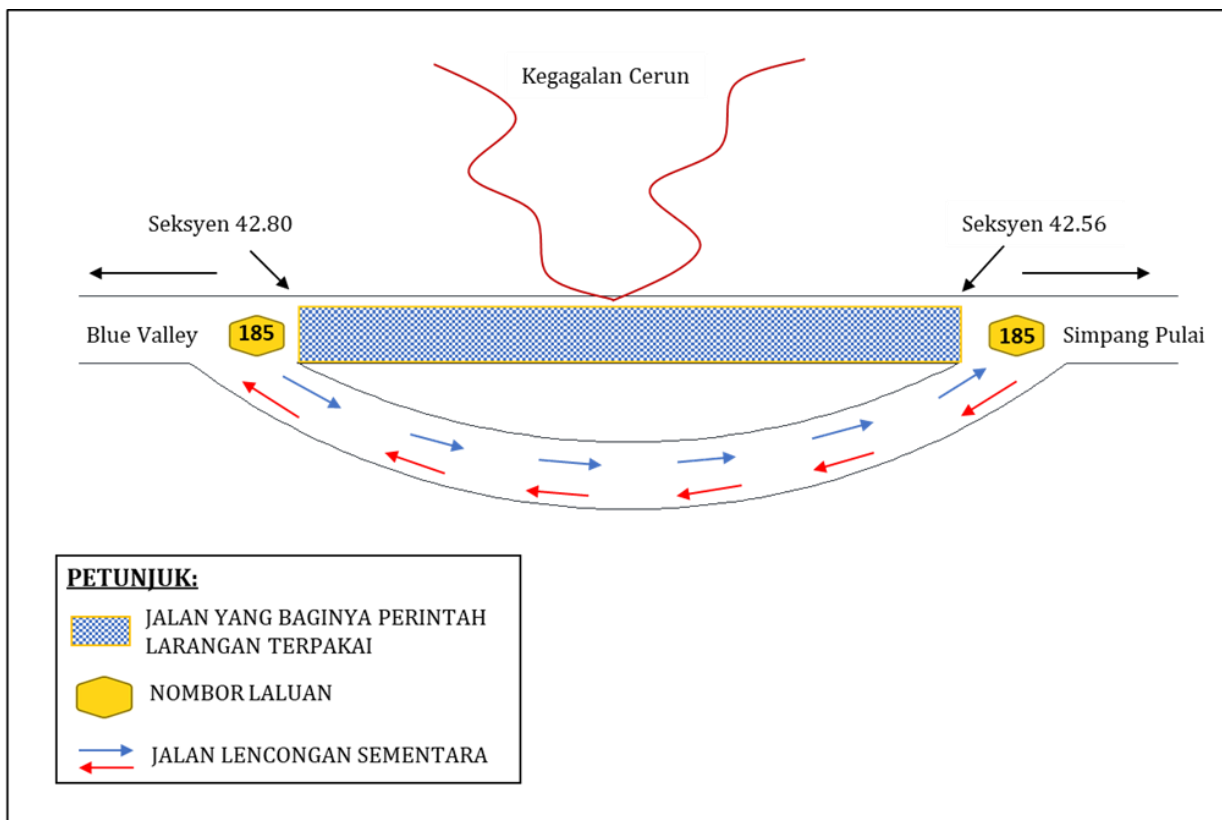 Kegagalan Cerun
Seksyen 42.80
Seksyen 42.56
Blue Valley
185
185
Simpang Pulai
PETUNJUK:
JALAN YANG BAGINYA PERINTAH
LARANGAN TERPAKAI
NOMBOR LALUAN
JALAN LENCONGAN SEMENTARA